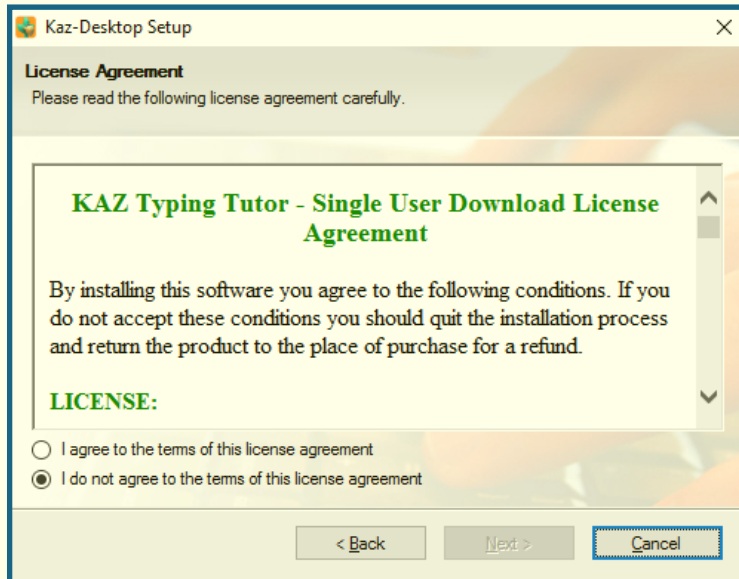 Kaz-Desktop Setup
License Agreement
Please read the following license agreement carefully.
KAZ Typing Tutor - Single User Download License
Agreement
By installing this software you agree to the following conditions. If you
do not accept these conditions you should quit the installation process
and return the product to the place of purchase for a refund.
LICENSE:
I agree to the terms of this license agreement
I do not agree to the terms of this license agreement
< Back
Next >
Cancel